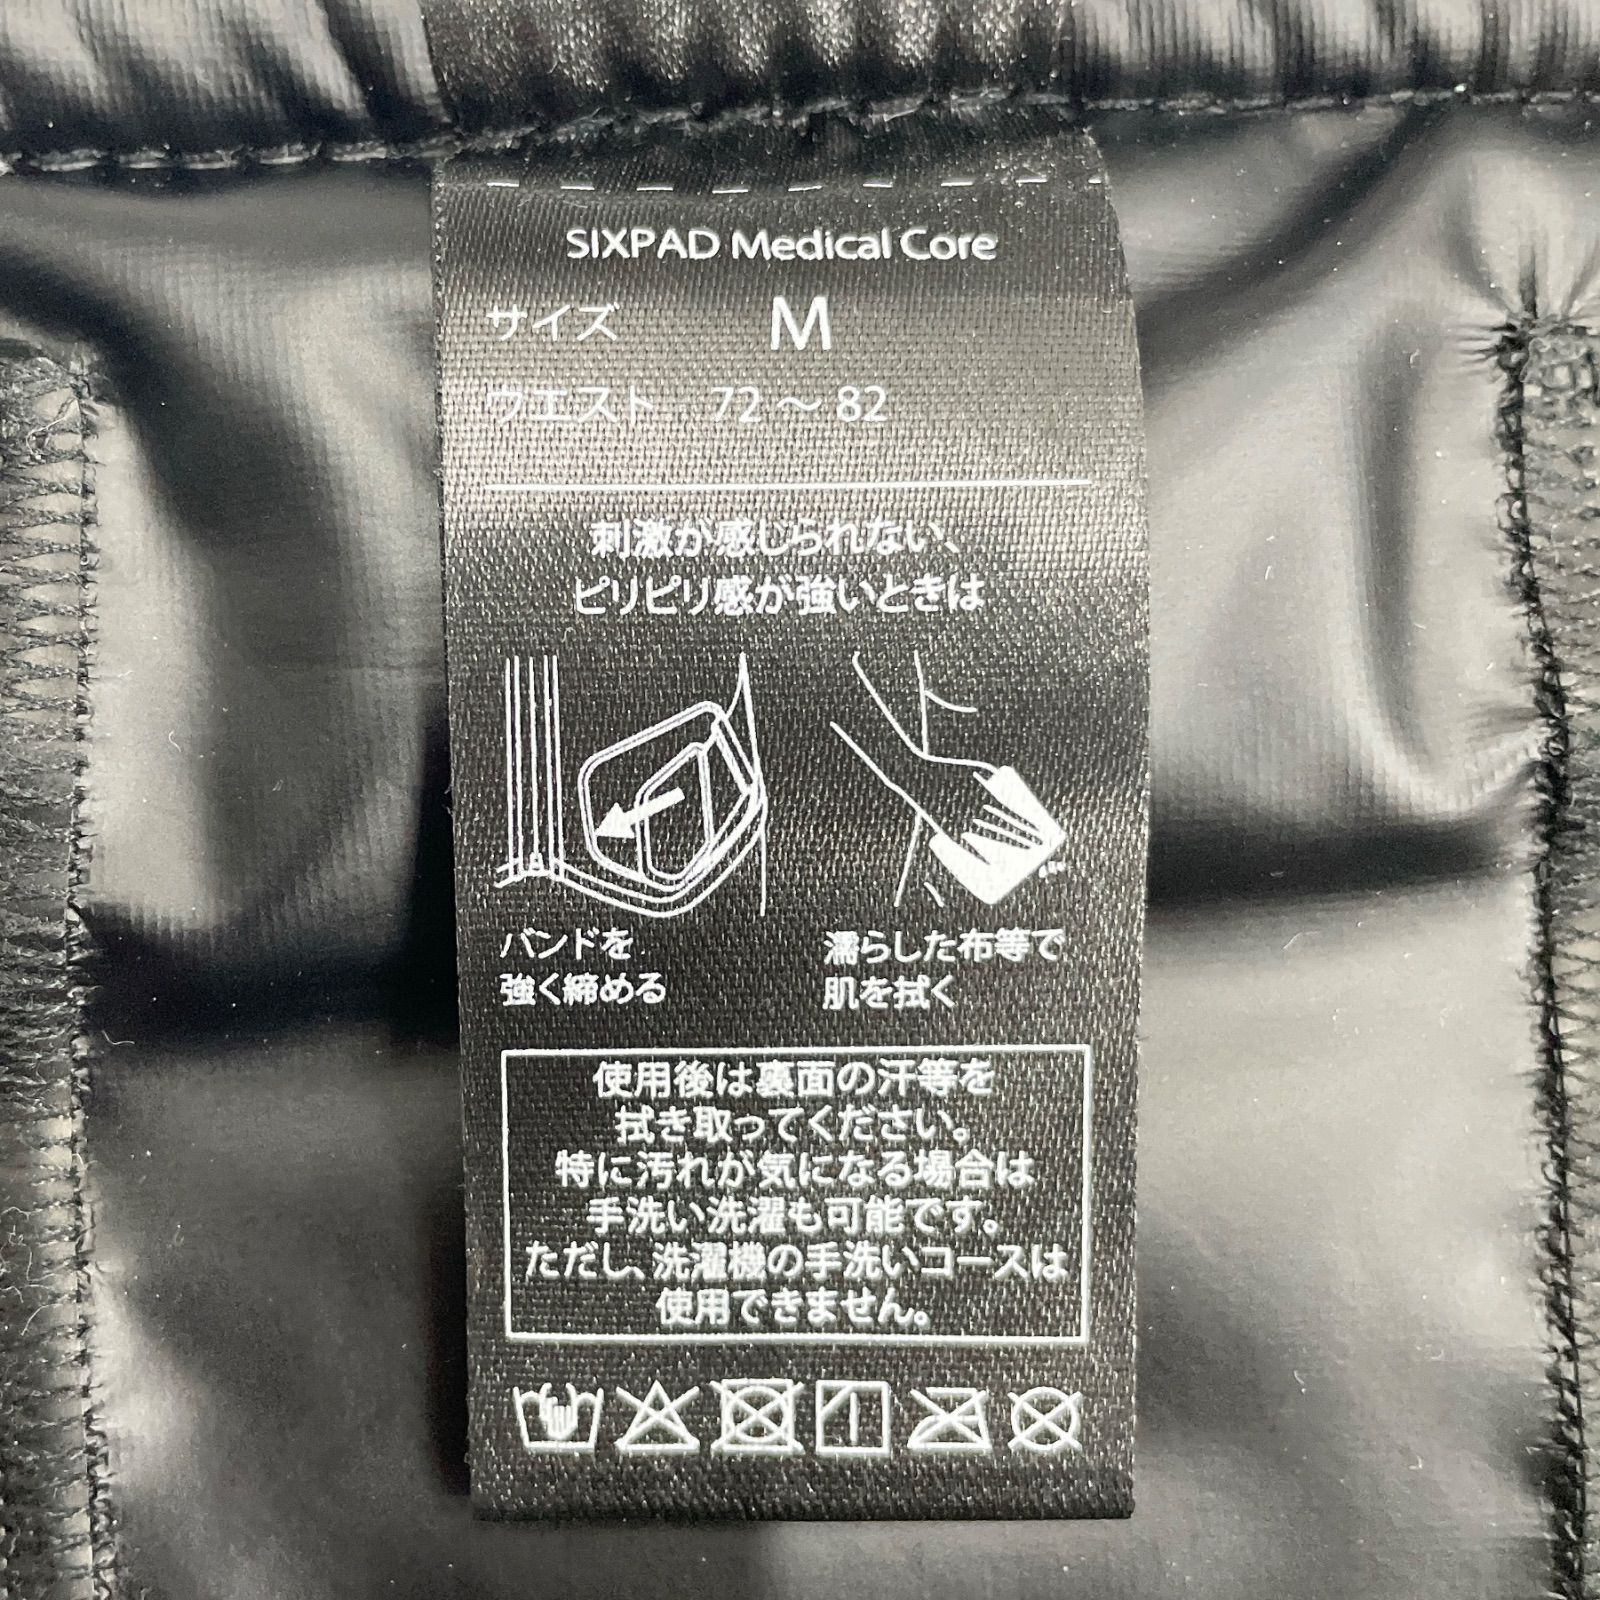 SIXPAD Medical Core
サイズ M
ウエスト : 72 ～ 82
刺激が感じられない、
ピリピリ感が強いときは
バンドを
強く締める
濡らした布等で
肌を拭く
使用後は裏面の汗等を
拭き取ってください。
特に汚れが気になる場合は
手洗い洗濯も可能です。
ただし、洗濯機の手洗いコースは
使用できません。